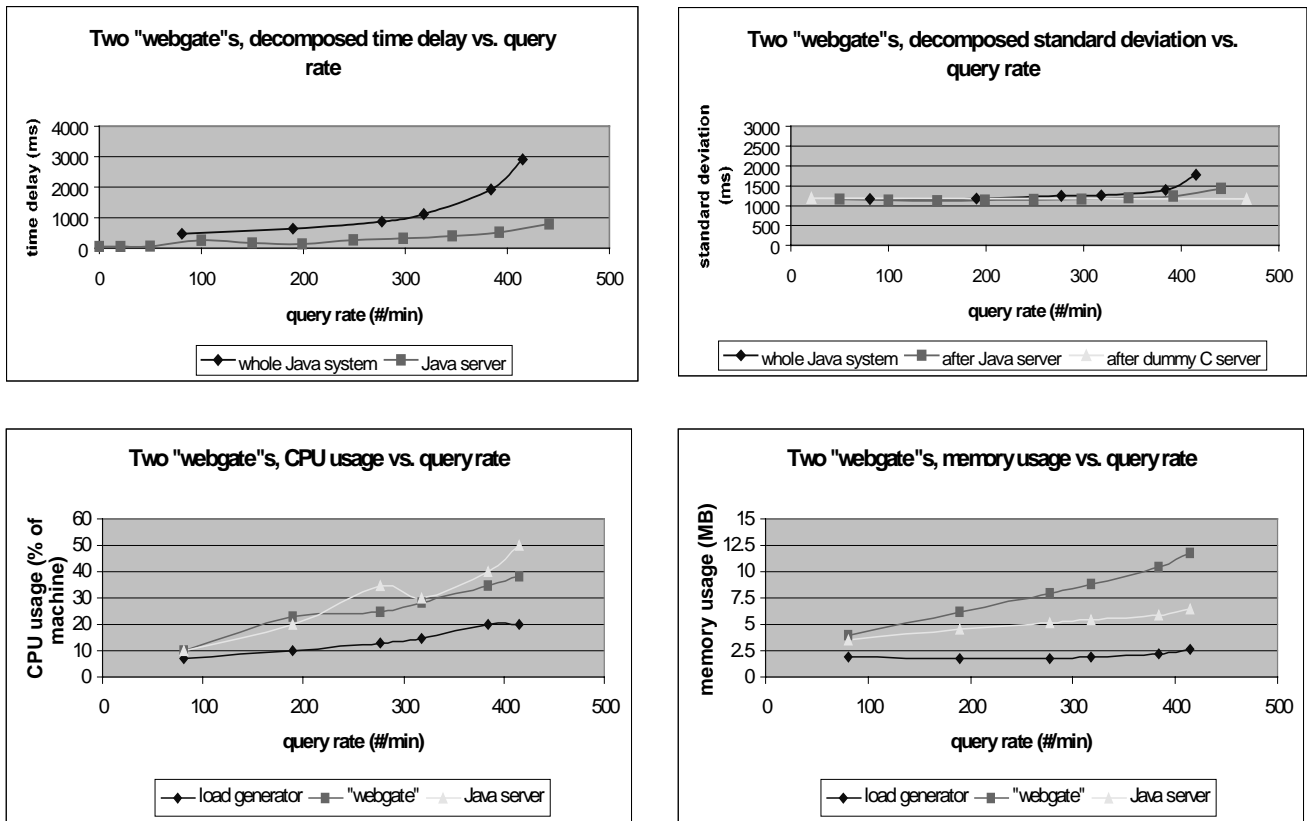 Two "webgate"s, decomposed time delay vs. query
rate
time delay (ms)
4000
3000
2000
1000
0
0 100 200 300 400 500
query rate (#/min)
whole Java system Java server
Two "webgate"s, decomposed standard deviation vs.
query rate
standard deviation
(ms)
3000
2500
2000
1500
1000
500
0
0 100 200 300 400 500
query rate (#/min)
whole Java system after Java server after dummy C server
Two "webgate"s, CPU usage vs. query rate
CPU usage (% of
machine)
60
50
40
30
20
10
0
0 100 200 300 400 500
query rate (#/min)
load generator "webgate" Java server
Two "webgate"s, memory usage vs. query rate
memory usage (MB)
15
12.5
10
7.5
5
2.5
0
0 100 200 300 400 500
query rate (#/min)
load generator "webgate" Java server